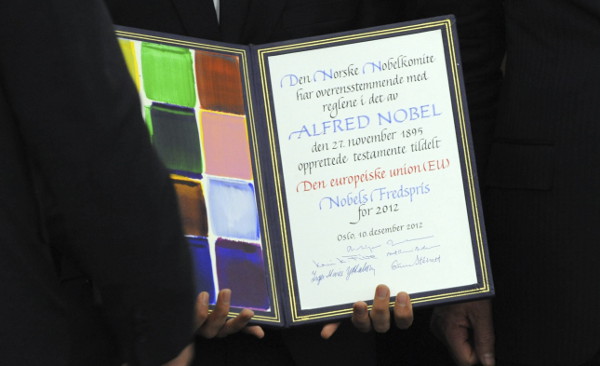 Den Norske Nobelkomite
har overensstemmende med
reglene i det av
ALFRED NOBEL
den 27. november 1895
opprettede testamente tildelt
Den europeiske union (EU)
Nobels Fredspris
for 2012
Oslo, 10. desember 2012